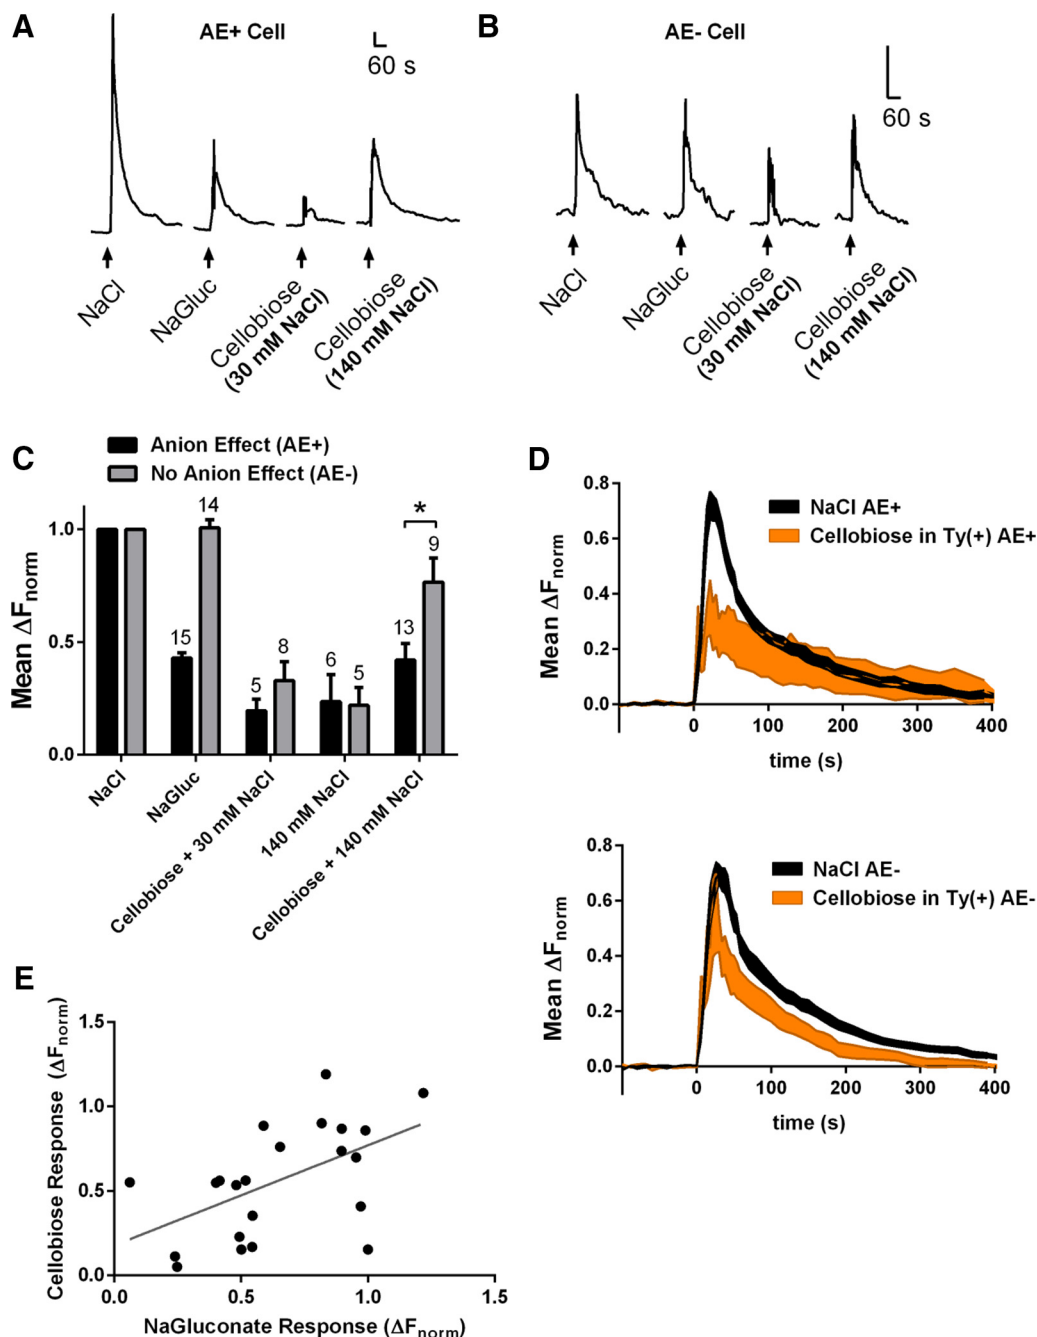 A
AE+ Cell
60 s
NaCl
NaGluc
Cellobiose
(30 mM NaCl)
Cellobiose
(140 mM NaCl)
B
AE- Cell
60 s
NaCl
NaGluc
Cellobiose
(30 mM NaCl)
Cellobiose
(140 mM NaCl)
C
Anion Effect (AE+)
No Anion Effect (AE-)
Mean ΔFnorm
1.0
0.5
0.0
15
14
5
8
6
5
13
9
*
NaCl
NaGluc
Cellobiose + 30 mM NaCl
140 mM NaCl
Cellobiose + 140 mM NaCl
D
NaCl AE+
Cellobiose in Ty(+) AE+
Mean ΔFnorm
0.8
0.6
0.4
0.2
0.0
0 100 200 300 400
time (s)
NaCl AE-
Cellobiose in Ty(+) AE-
Mean ΔFnorm
0.8
0.6
0.4
0.2
0.0
0 100 200 300 400
time (s)
E
Cellobiose Response (ΔFnorm)
1.5
1.0
0.5
0.0
0.0 0.5 1.0 1.5
NaGluconate Response (ΔFnorm)